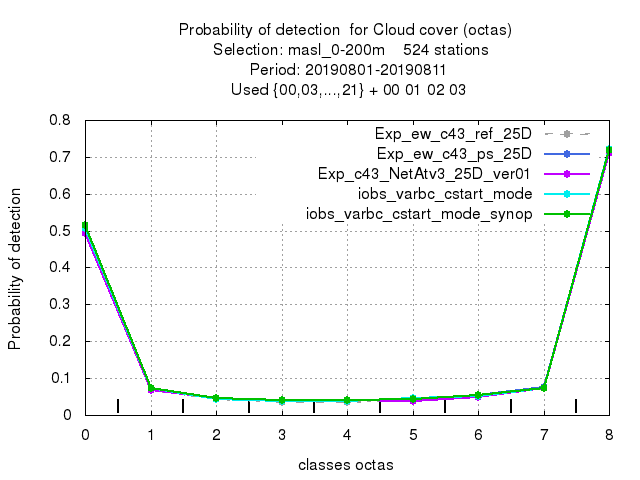 Probability of detection  for Cloud cover (octas)
Selection: masl_0-200m    524 stations
Period: 20190801-20190811
Used {00,03,...,21} + 00 01 02 03
Exp_ew_c43_ref_25D
Exp_ew_c43_ps_25D
Exp_c43_NetAtv3_25D_ver01
iobs_varbc_cstart_mode
iobs_varbc_cstart_mode_synop
Probability of detection
0.8
0.7
0.6
0.5
0.4
0.3
0.2
0.1
0
0 1 2 3 4 5 6 7 8
classes octas